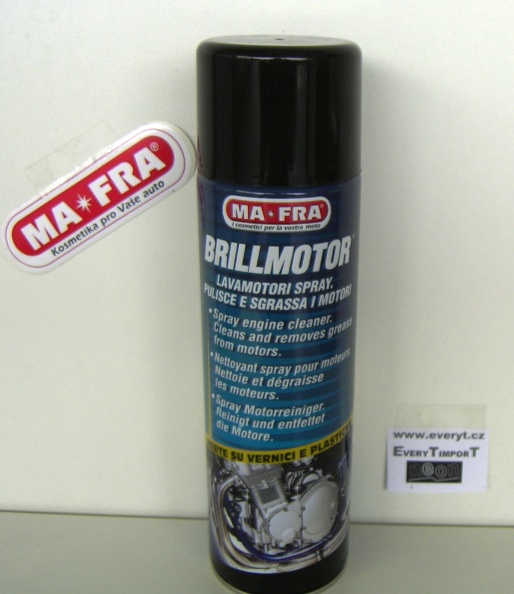 MA★FRA®
Kosmetika pro Vaše auto
MA★FRA®
I cosmetici per la vostra moto
BRILLMOTOR
LAVAMOTORI SPRAY.
PULISCE E SGRASSA I MOTORI
•Spray engine cleaner.
Cleans and removes grease
from motors.
•Nettoyant spray pour moteurs.
Nettoie et dégraisse
les moteurs.
•Spray Motorreiniger.
Reinigt und entfettet
die Motore.
SU VERNICI E
www.everyt.cz
EVERYTIMPORT